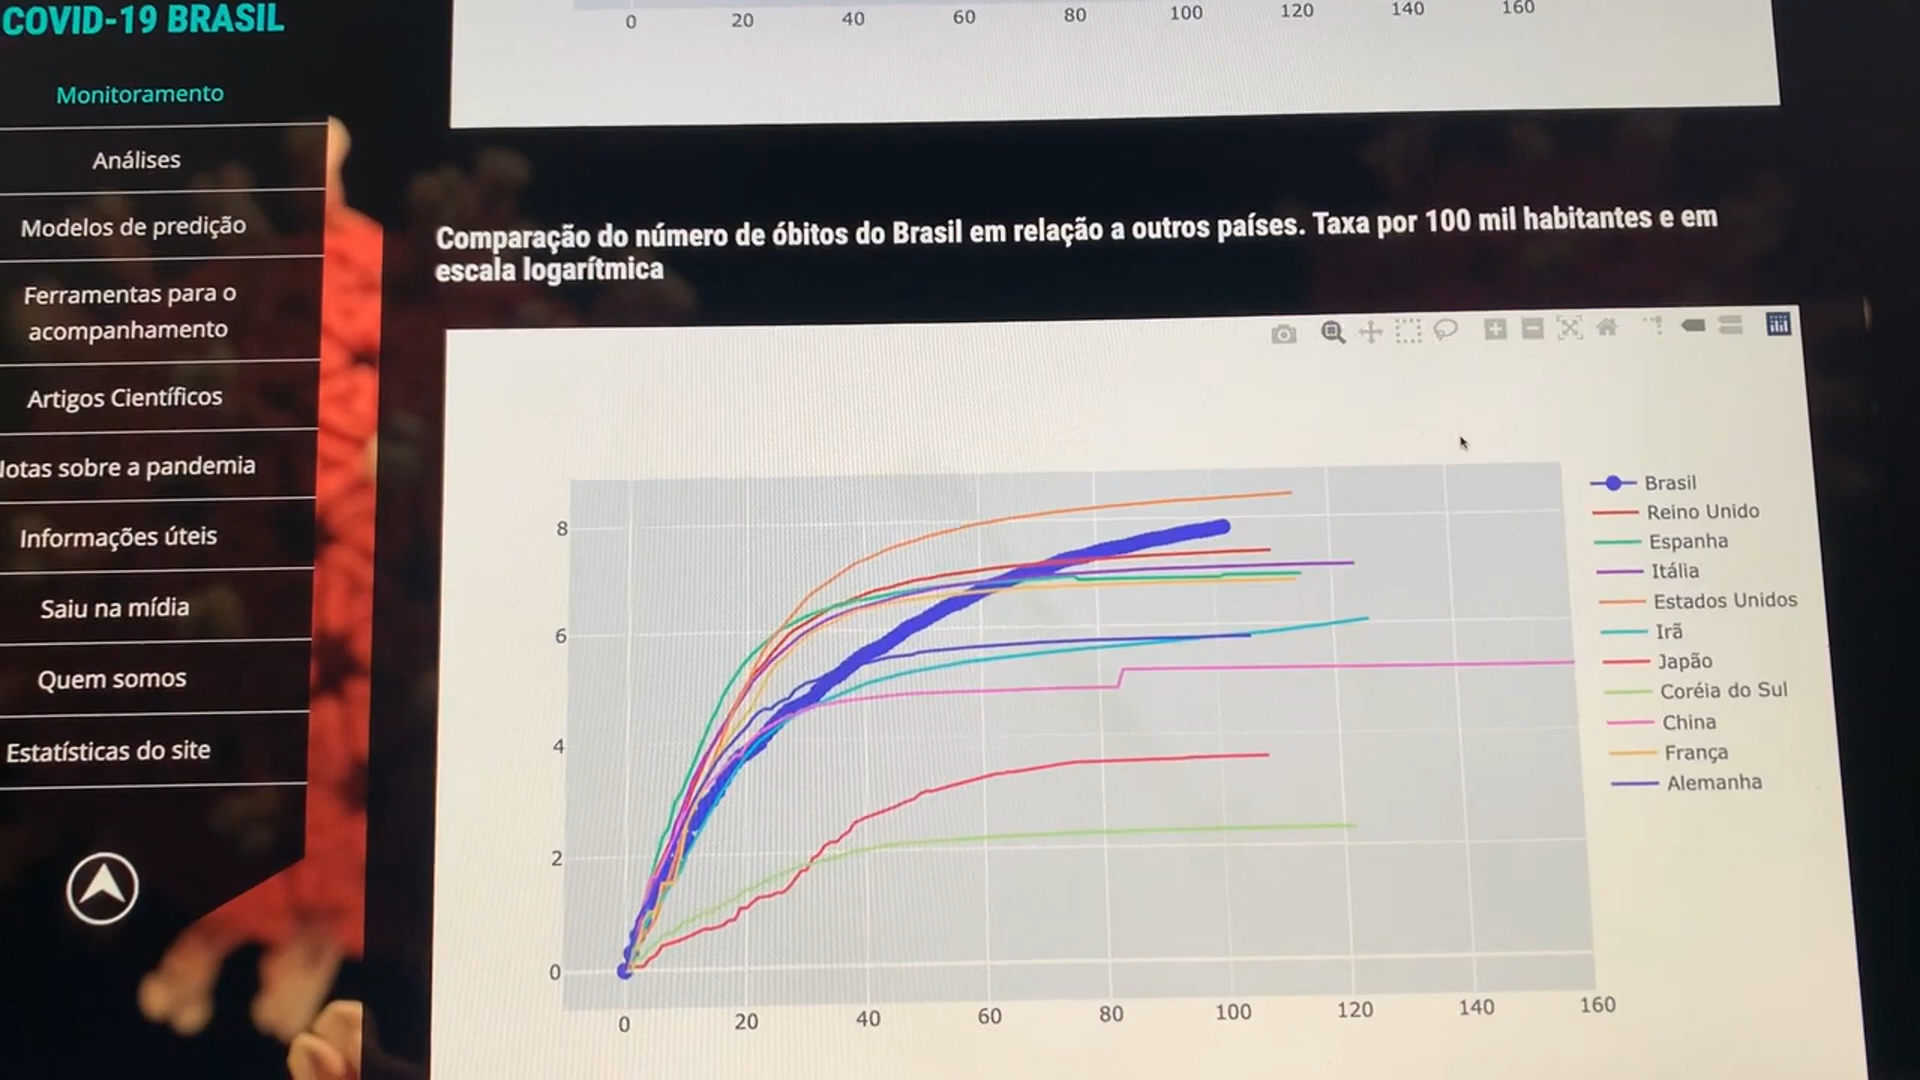 COVID-19 BRASIL
Monitoramento
Análises
Modelos de predição
Ferramentas para o
acompanhamento
Artigos Científicos
Notas sobre a pandemia
Informações úteis
Saiu na mídia
Quem somos
Estatísticas do site
0 20 40 60 80 100 120 140 160
Comparação do número de óbitos do Brasil em relação a outros países. Taxa por 100 mil habitantes e em
escala logarítmica
8
6
4
2
0
0 20 40 60 80 100 120 140 160
Brasil
Reino Unido
Espanha
Itália
Estados Unidos
Irã
Japão
Coréia do Sul
China
França
Alemanha